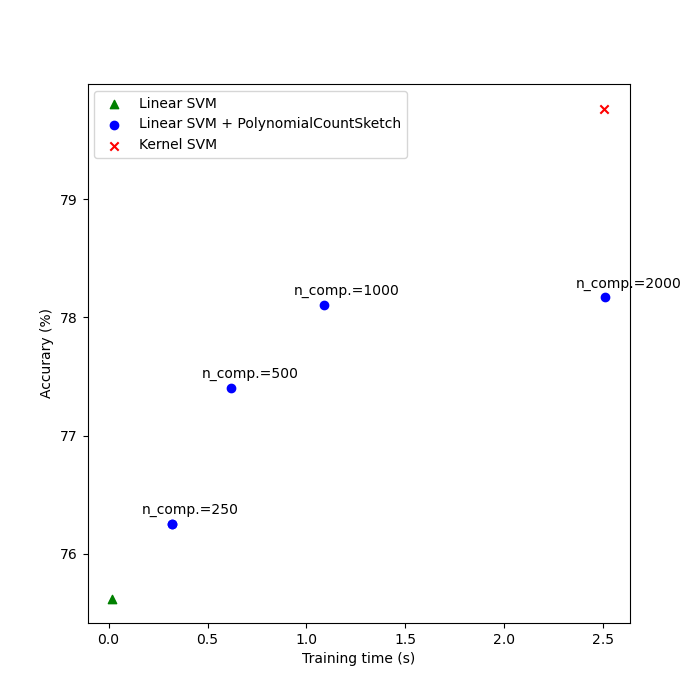 Linear SVM
Linear SVM + PolynomialCountSketch
Kernel SVM
79
n_comp.=2000
n_comp.=1000
78
n_comp.=500
77
n_comp.=250
76
Accurary (%)
0.0 0.5 1.0 1.5 2.0 2.5
Training time (s)